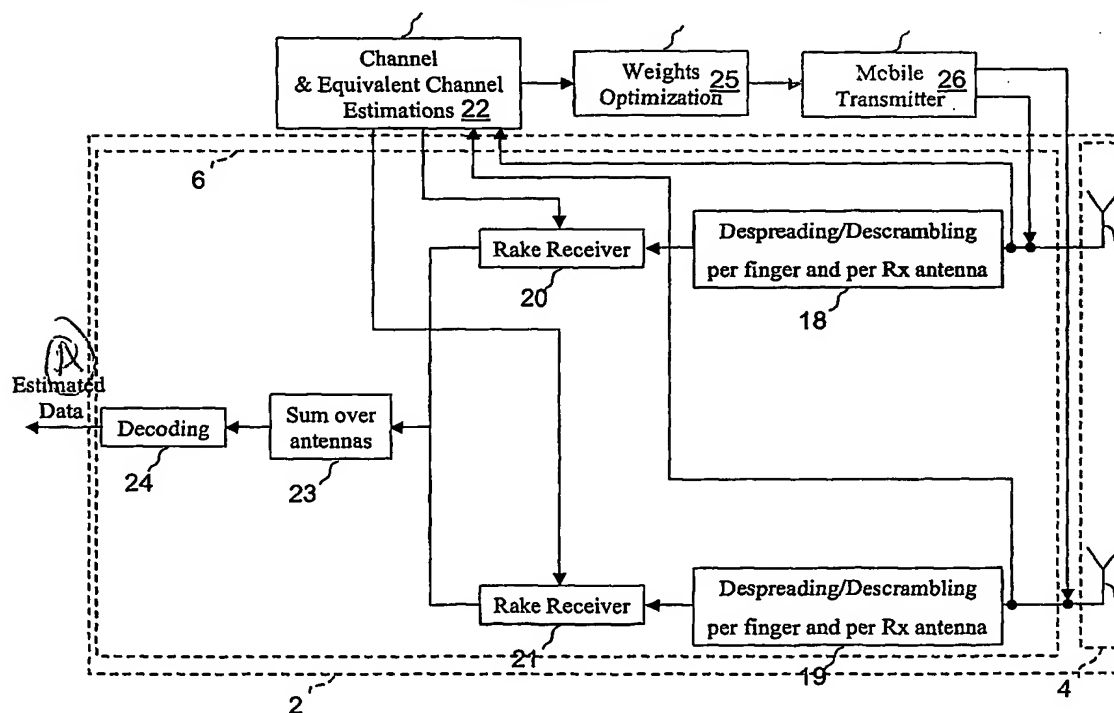 Channel
& Equivalent Channel
Estimations 22
Weights 25
Optimization
Mobile 26
Transmitter
6
Despreading/Descrambling
per finger and per Rx antenna
18
Rake Receiver
20
Estimated
Data
Decoding
24
Sum over
antennas
23
Rake Receiver
21
Despreading/Descrambling
per finger and per Rx antenna
19
2
4